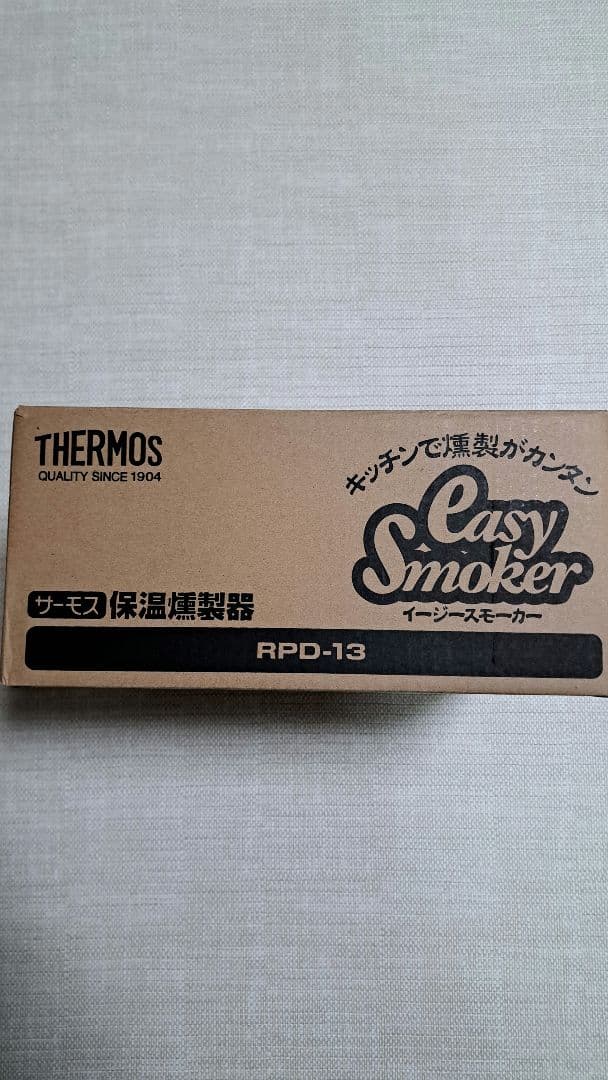 THERMOS
QUALITY SINCE 1904
キッチンで燻製がカンタン
easy
Smoker
イージースモーカー
サーモス 保温燻製器
RPD-13